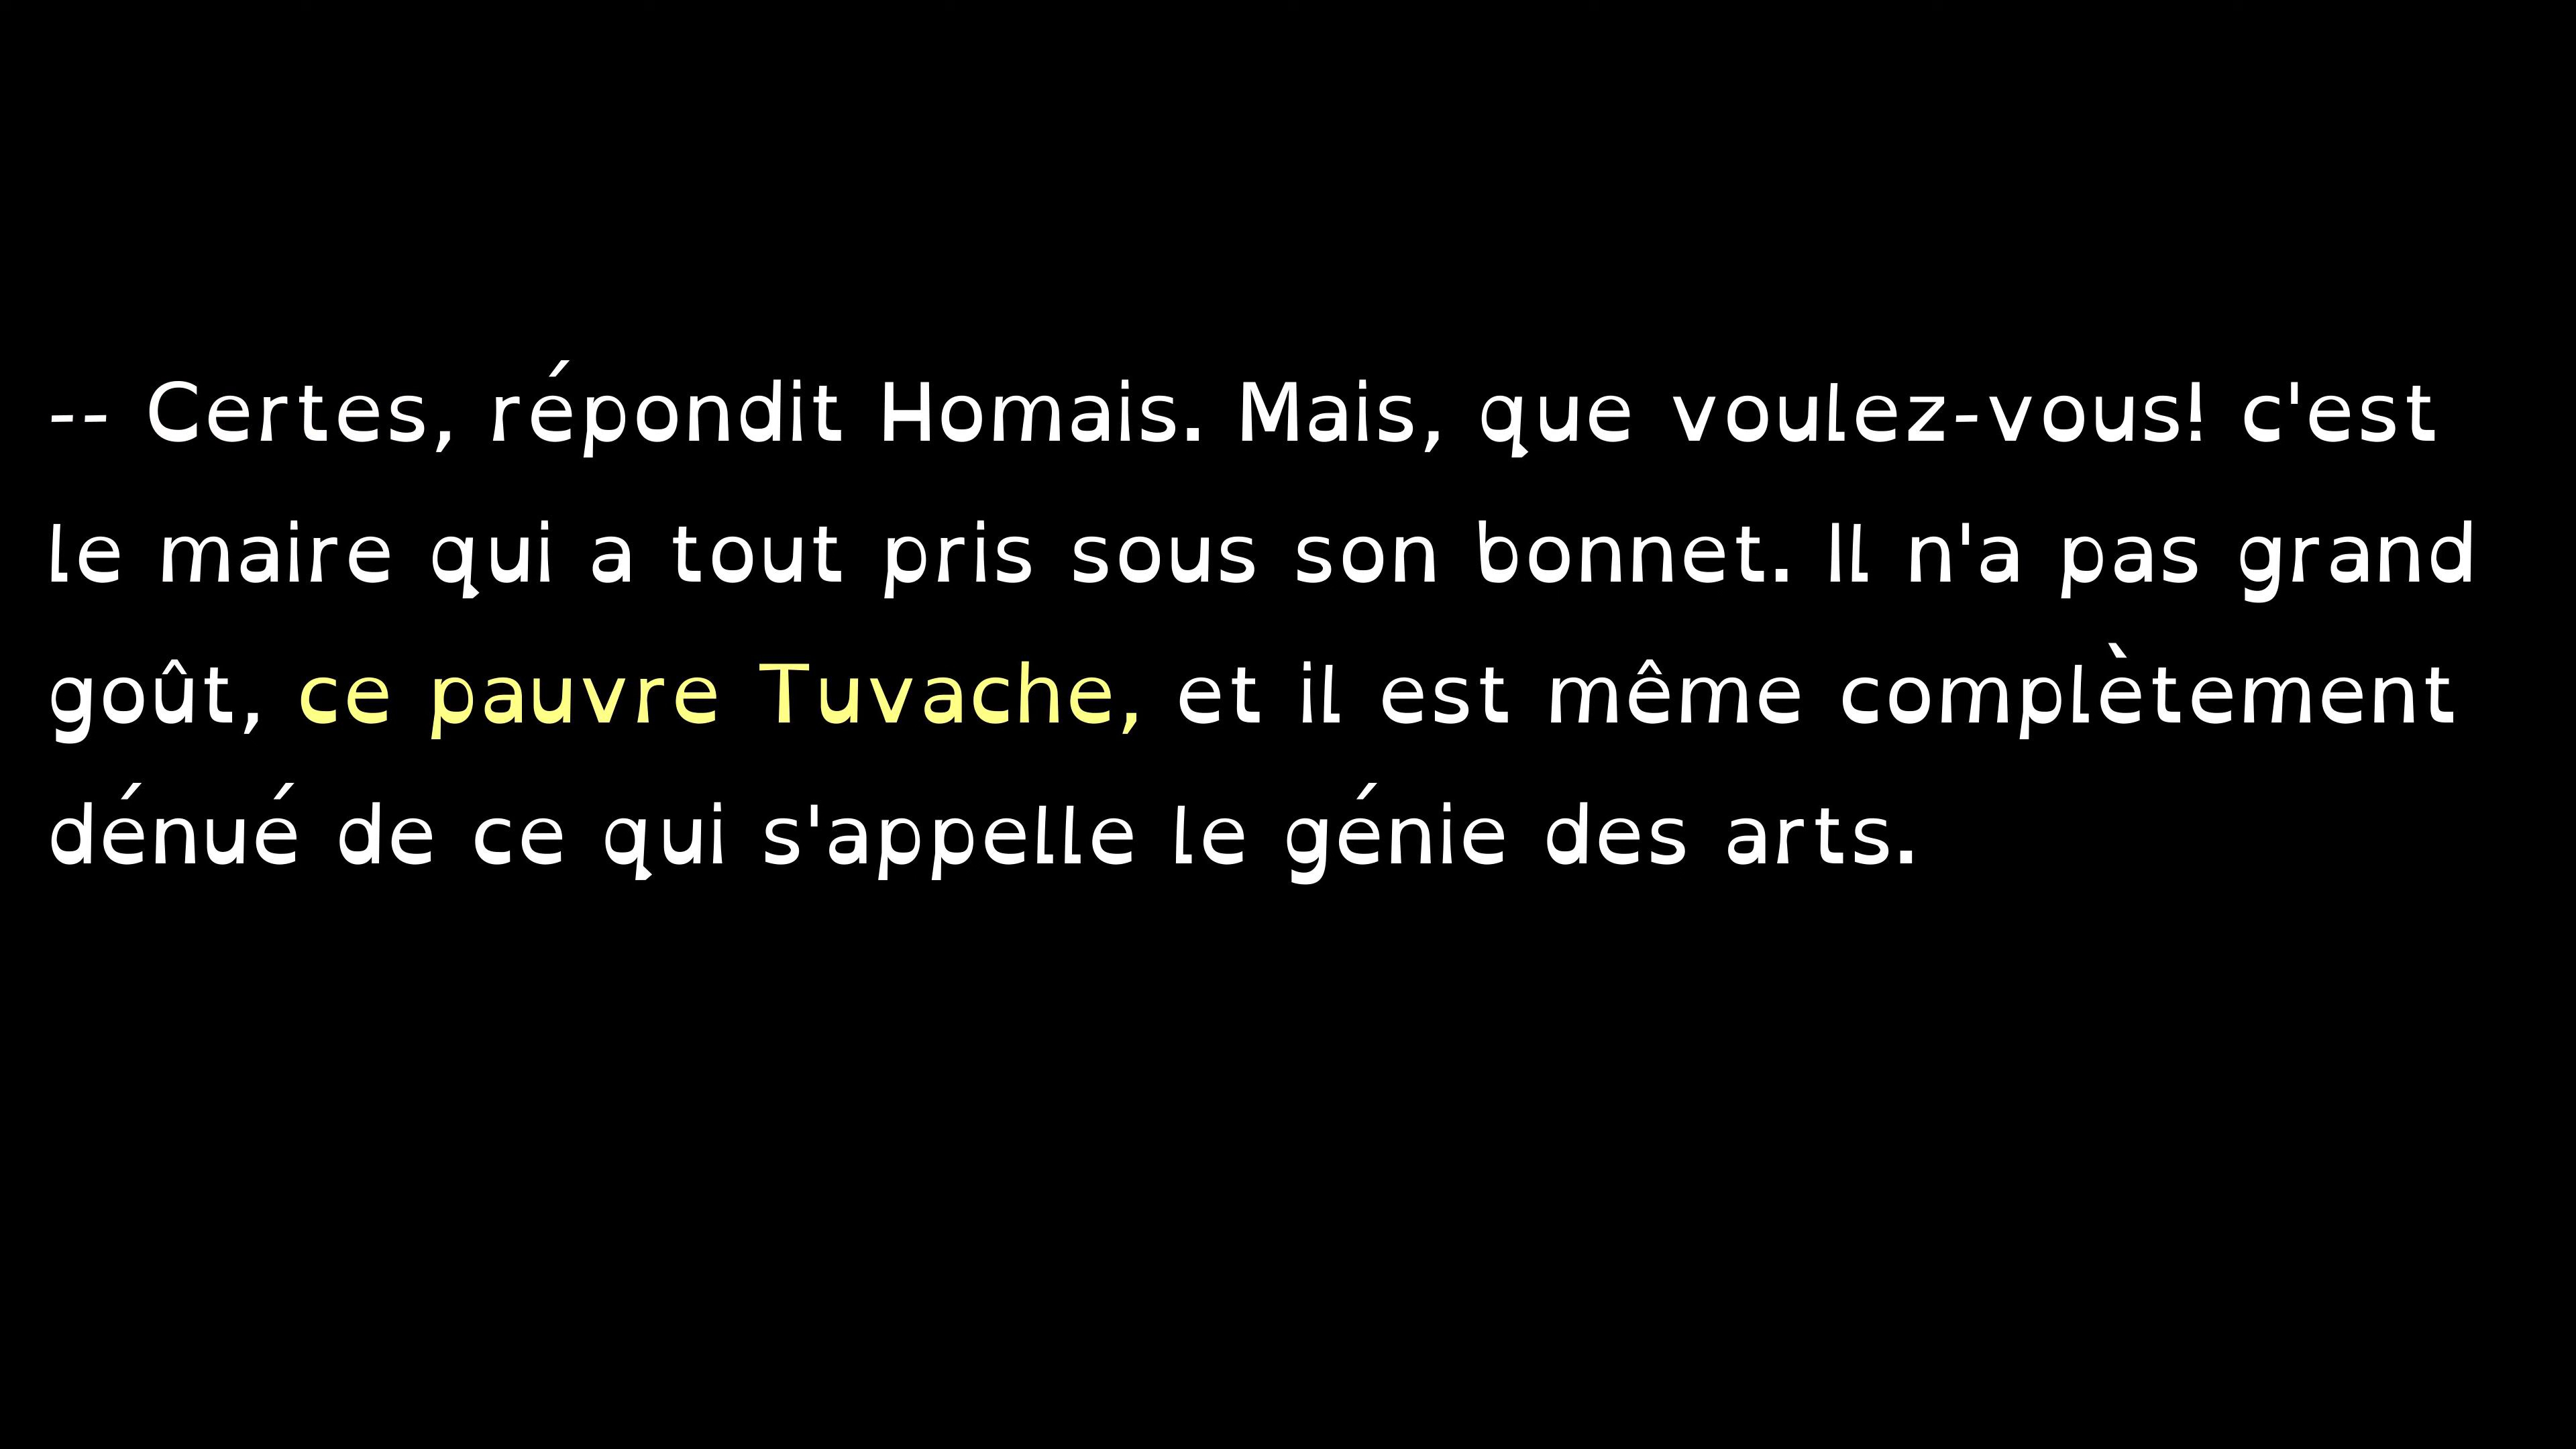 -- Certes, répondit Homais. Mais, que voulez-vous! c'est
le maire qui a tout pris sous son bonnet. Il n'a pas grand
goût, ce pauvre Tuvache, et il est même complètement
dénué de ce qui s'appelle le génie des arts.